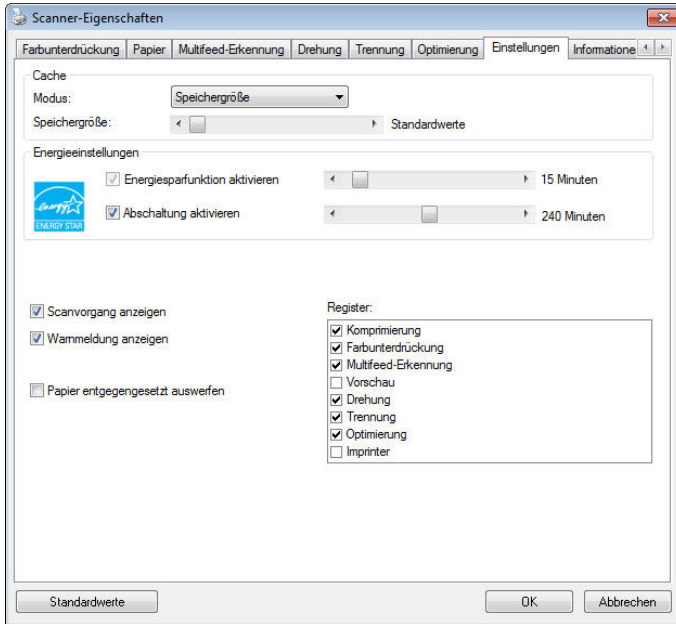 Scanner-Eigenschaften
Farbunterdrückung Papier Multifeed-Erkennung Drehung Trennung Optimierung Einstellungen Informatione
Cache
Modus: Speichergröße
Speichergröße: Standardwerte
Energieeinstellungen
Energiesparfunktion aktivieren 15 Minuten
Abschaltung aktivieren 240 Minuten
energy
ENERGY STAR
Scanvorgang anzeigen
Warnmeldung anzeigen
Papier entgegengesetzt auswerfen
Register:
Komprimierung
Farbunterdrückung
Multifeed-Erkennung
Vorschau
Drehung
Trennung
Optimierung
Imprinter
Standardwerte OK Abbrechen